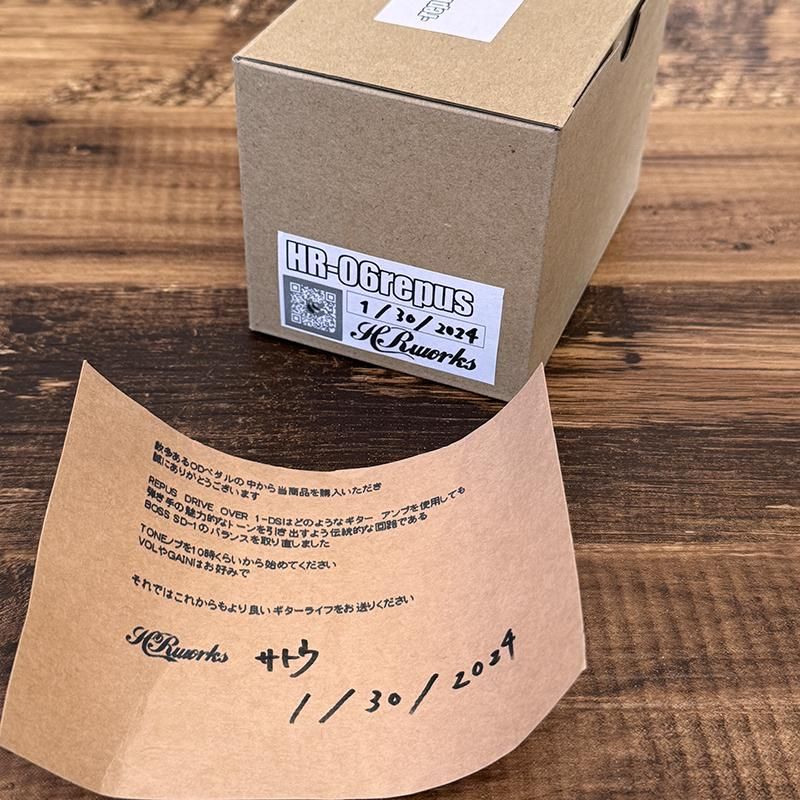 HR-06repus
1/30/2024
HRworks
数多あるODペダルの中から当商品を購入いただき
誠にありがとうございます
REPUS DRIVE OVER 1-DSはどのようなギター アンプを使用しても
弾き手の魅力的なトーンを引き出すよう伝統的な回路である
BOSS SD-1のバランスを取り直しました
TONEノブを10時くらいから始めてください
VOLやGAINはお好みで
それではこれからもより良いギターライフをお送りください
HRworks サトウ
1/30/2024